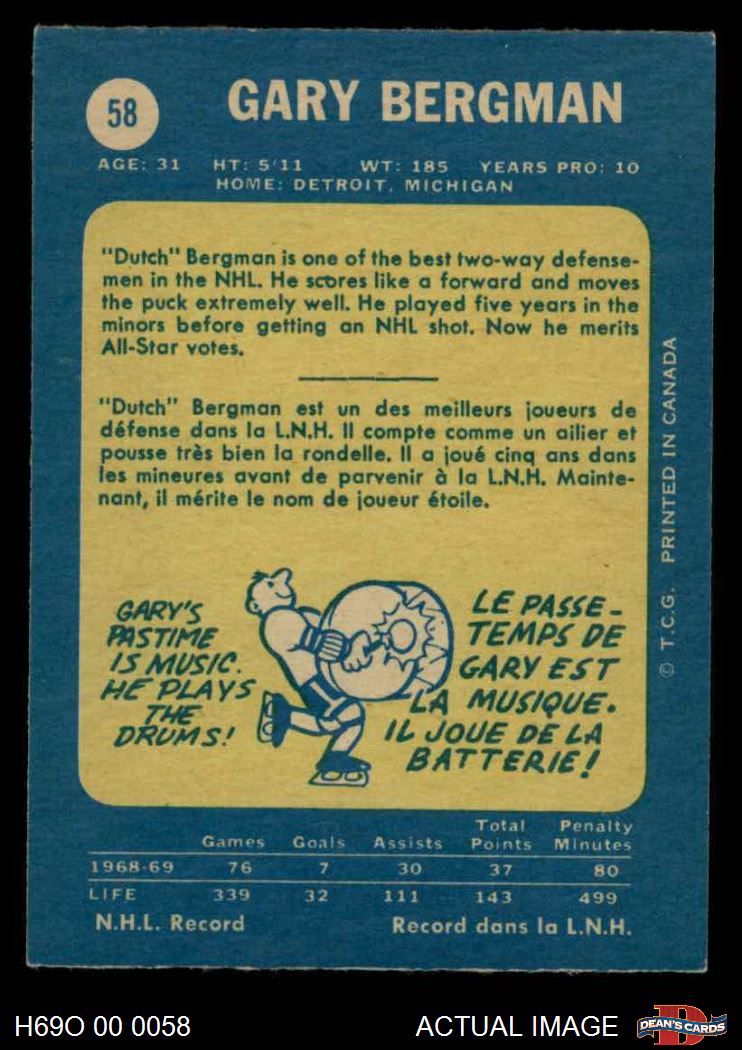 58
GARY BERGMAN
AGE: 31 HT: 5'11 WT: 185 YEARS PRO: 10
HOME: DETROIT, MICHIGAN
"Dutch" Bergman is one of the best two-way defense-
men in the NHL. He scores like a forward and moves
the puck extremely well. He played five years in the
minors before getting an NHL shot. Now he merits
All-Star votes.
"Dutch" Bergman est un des meilleurs joueurs de
défense dans la L.N.H. Il compte comme un ailier et
pousse très bien la rondelle. Il a joué cinq ans dans
les mineures avant de parvenir à la L.N.H. Mainte-
nant, il mérite le nom de joueur étoile.
GARY'S
PASTIME
IS MUSIC.
HE PLAYS
THE
DRUMS!
LE PASSE-
TEMPS DE
GARY EST
LA MUSIQUE.
IL JOUE DE LA
BATTERIE!
© T.C.G. PRINTED IN CANADA
Games Goals Assists Total Points Penalty Minutes
1968-69 76 7 30 37 80
LIFE 339 32 111 143 499
N.H.L. Record Record dans la L.N.H.
H69O 00 0058 ACTUAL IMAGE D DEAN'S CARDS